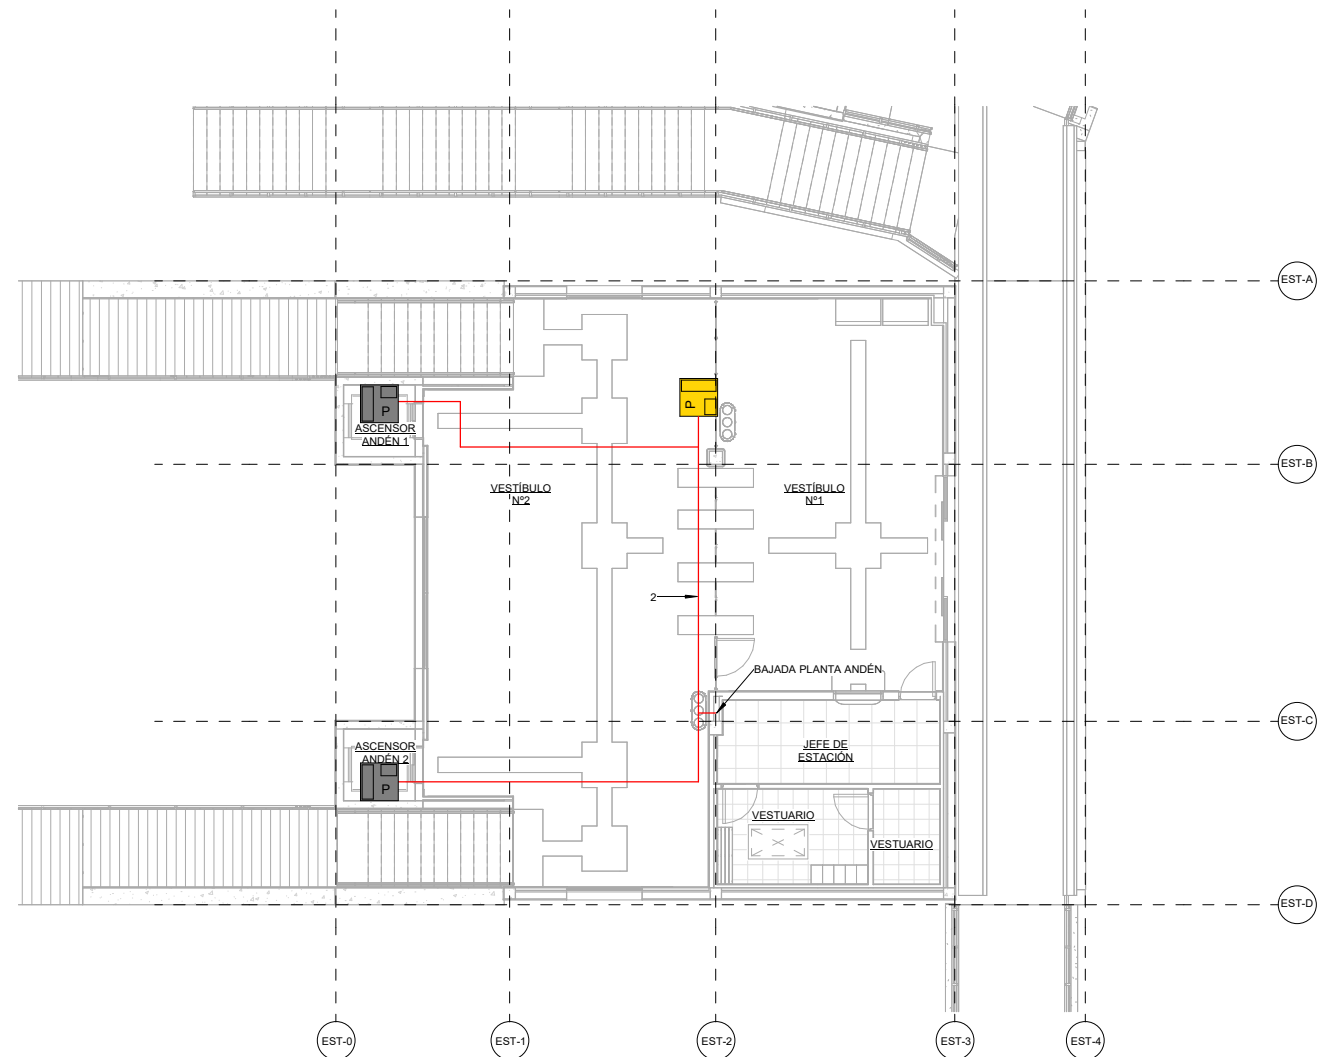 EST-A
P
P
ASCENSOR
ANDÉN 1
EST-B
VESTÍBULO
Nº2
VESTÍBULO
Nº1
2
BAJADA PLANTA ANDÉN
EST-C
ASCENSOR
ANDÉN 2
P
JEFE DE
ESTACIÓN
VESTUARIO
VESTUARIO
EST-D
EST-0
EST-1
EST-2
EST-3
EST-4